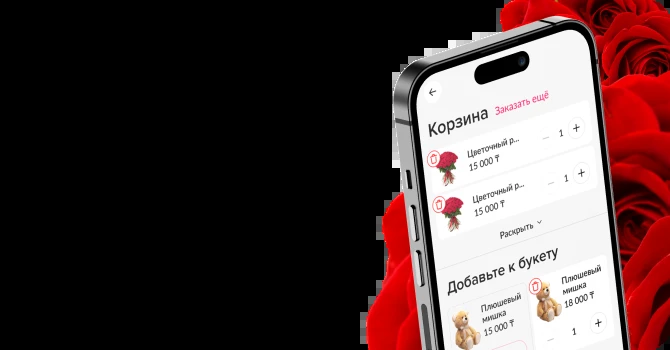 Корзина Заказать ещё
Цветочный р...
15 000 ₸
1
Цветочный р...
15 000 ₸
1
Раскрыть
Добавьте к букету
Плюшевый
мишка
15 000 ₸
Плюшевый
мишка
18 000 ₸
1